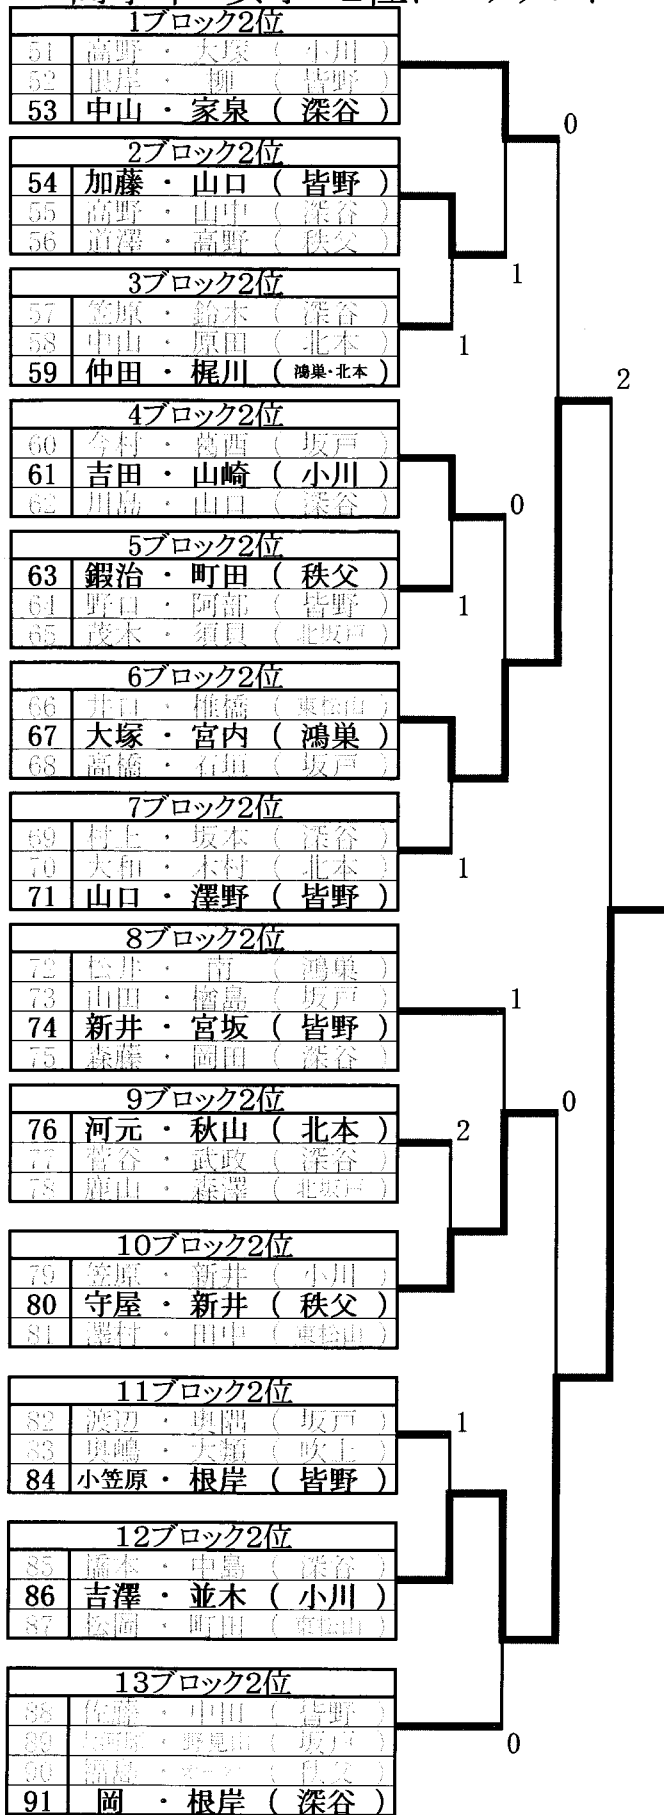 1ブロック2位
51 高野 ・ 大塚 ( 小川 )
52 根岸 ・ 柳 ( 皆野 )
53 中山 ・ 家泉 ( 深谷 )
0
2ブロック2位
54 加藤 ・ 山口 ( 皆野 )
55 高野 ・ 山中 ( 深谷 )
56 道澤 ・ 高野 ( 秩父 )
1
3ブロック2位
57 笠原 ・ 鈴木 ( 深谷 )
58 中山 ・ 原田 ( 北本 )
59 仲田 ・ 梶川 ( 鴻巣・北本 )
1
2
4ブロック2位
60 今村 ・ 葛西 ( 坂戸 )
61 吉田 ・ 山崎 ( 小川 )
62 川島 ・ 山口 ( 深谷 )
0
5ブロック2位
63 鍜治 ・ 町田 ( 秩父 )
64 野口 ・ 阿部 ( 皆野 )
65 茂木 ・ 須貝 ( 北坂戸 )
1
6ブロック2位
66 井口 ・ 椎橋 ( 東松山 )
67 大塚 ・ 宮内 ( 鴻巣 )
68 高橋 ・ 石垣 ( 坂戸 )
7ブロック2位
69 村上 ・ 坂本 ( 深谷 )
70 大和 ・ 木村 ( 北本 )
71 山口 ・ 澤野 ( 皆野 )
1
8ブロック2位
72 松井 ・ 南 ( 鴻巣 )
73 山田 ・ 檜島 ( 坂戸 )
74 新井 ・ 宮坂 ( 皆野 )
75 森藤 ・ 岡田 ( 深谷 )
1
9ブロック2位
76 河元 ・ 秋山 ( 北本 )
77 菅谷 ・ 武政 ( 深谷 )
78 鹿山 ・ 森澤 ( 北坂戸 )
2
0
10ブロック2位
79 笠原 ・ 新井 ( 小川 )
80 守屋 ・ 新井 ( 秩父 )
81 澤村 ・ 田中 ( 東松山 )
11ブロック2位
82 渡辺 ・ 奥隅 ( 坂戸 )
83 奥嶋 ・ 大類 ( 吹上 )
84 小笠原 ・ 根岸 ( 皆野 )
1
12ブロック2位
85 橋本 ・ 中島 ( 深谷 )
86 吉澤 ・ 並木 ( 小川 )
87 松岡 ・ 町田 ( 東松山 )
13ブロック2位
88 佐藤 ・ 中田 ( 皆野 )
89 ・ 野見山 ( 坂戸 )
90 ・ ( 秩父 )
91 岡 ・ 根岸 ( 深谷 )
0